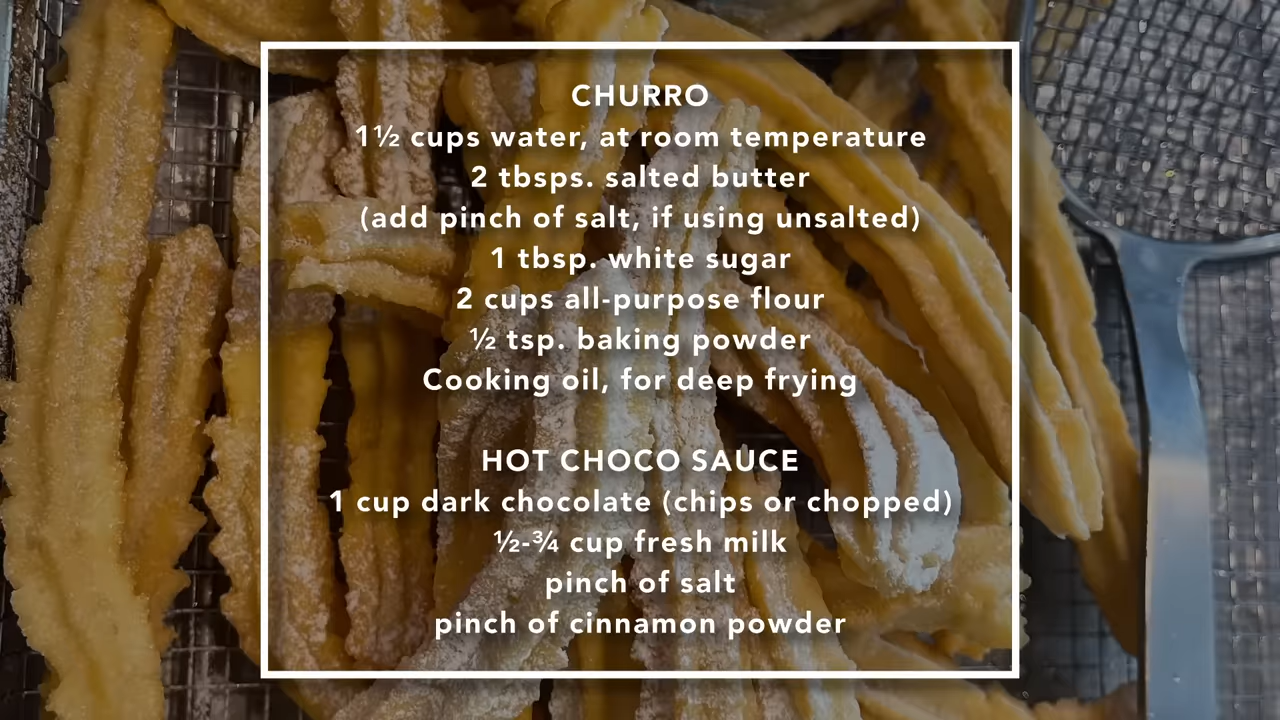 CHURRO
1½ cups water, at room temperature
2 tbsps. salted butter
(add pinch of salt, if using unsalted)
1 tbsp. white sugar
2 cups all-purpose flour
½ tsp. baking powder
Cooking oil, for deep frying
HOT CHOCO SAUCE
1 cup dark chocolate (chips or chopped)
½-¾ cup fresh milk
pinch of salt
pinch of cinnamon powder